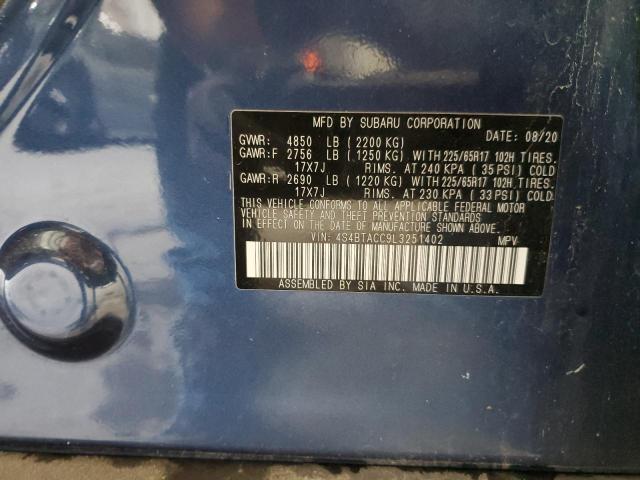 MFD BY SUBARU CORPORATION
DATE: 08/20
GVWR: 4850 LB (2200 KG)
GAWR:F 2756 LB (1250 KG) WITH 225/65R17 102H TIRES.
17X7J RIMS. AT 240 KPA (35 PSI) COLD
GAWR:R 2690 LB (1220 KG) WITH 225/65R17 102H TIRES.
17X7J RIMS. AT 230 KPA (33 PSI) COLD
THIS VEHICLE CONFORMS TO ALL APPLICABLE FEDERAL MOTOR
VEHICLE SAFETY AND THEFT PREVENTION STANDARDS
IN EFFECT ON THE DATE OF MANUFACTURE SHOWN ABOVE.
VIN: 4S4BTACC9L3251402 MPV
ASSEMBLED BY SIA INC. MADE IN U.S.A.